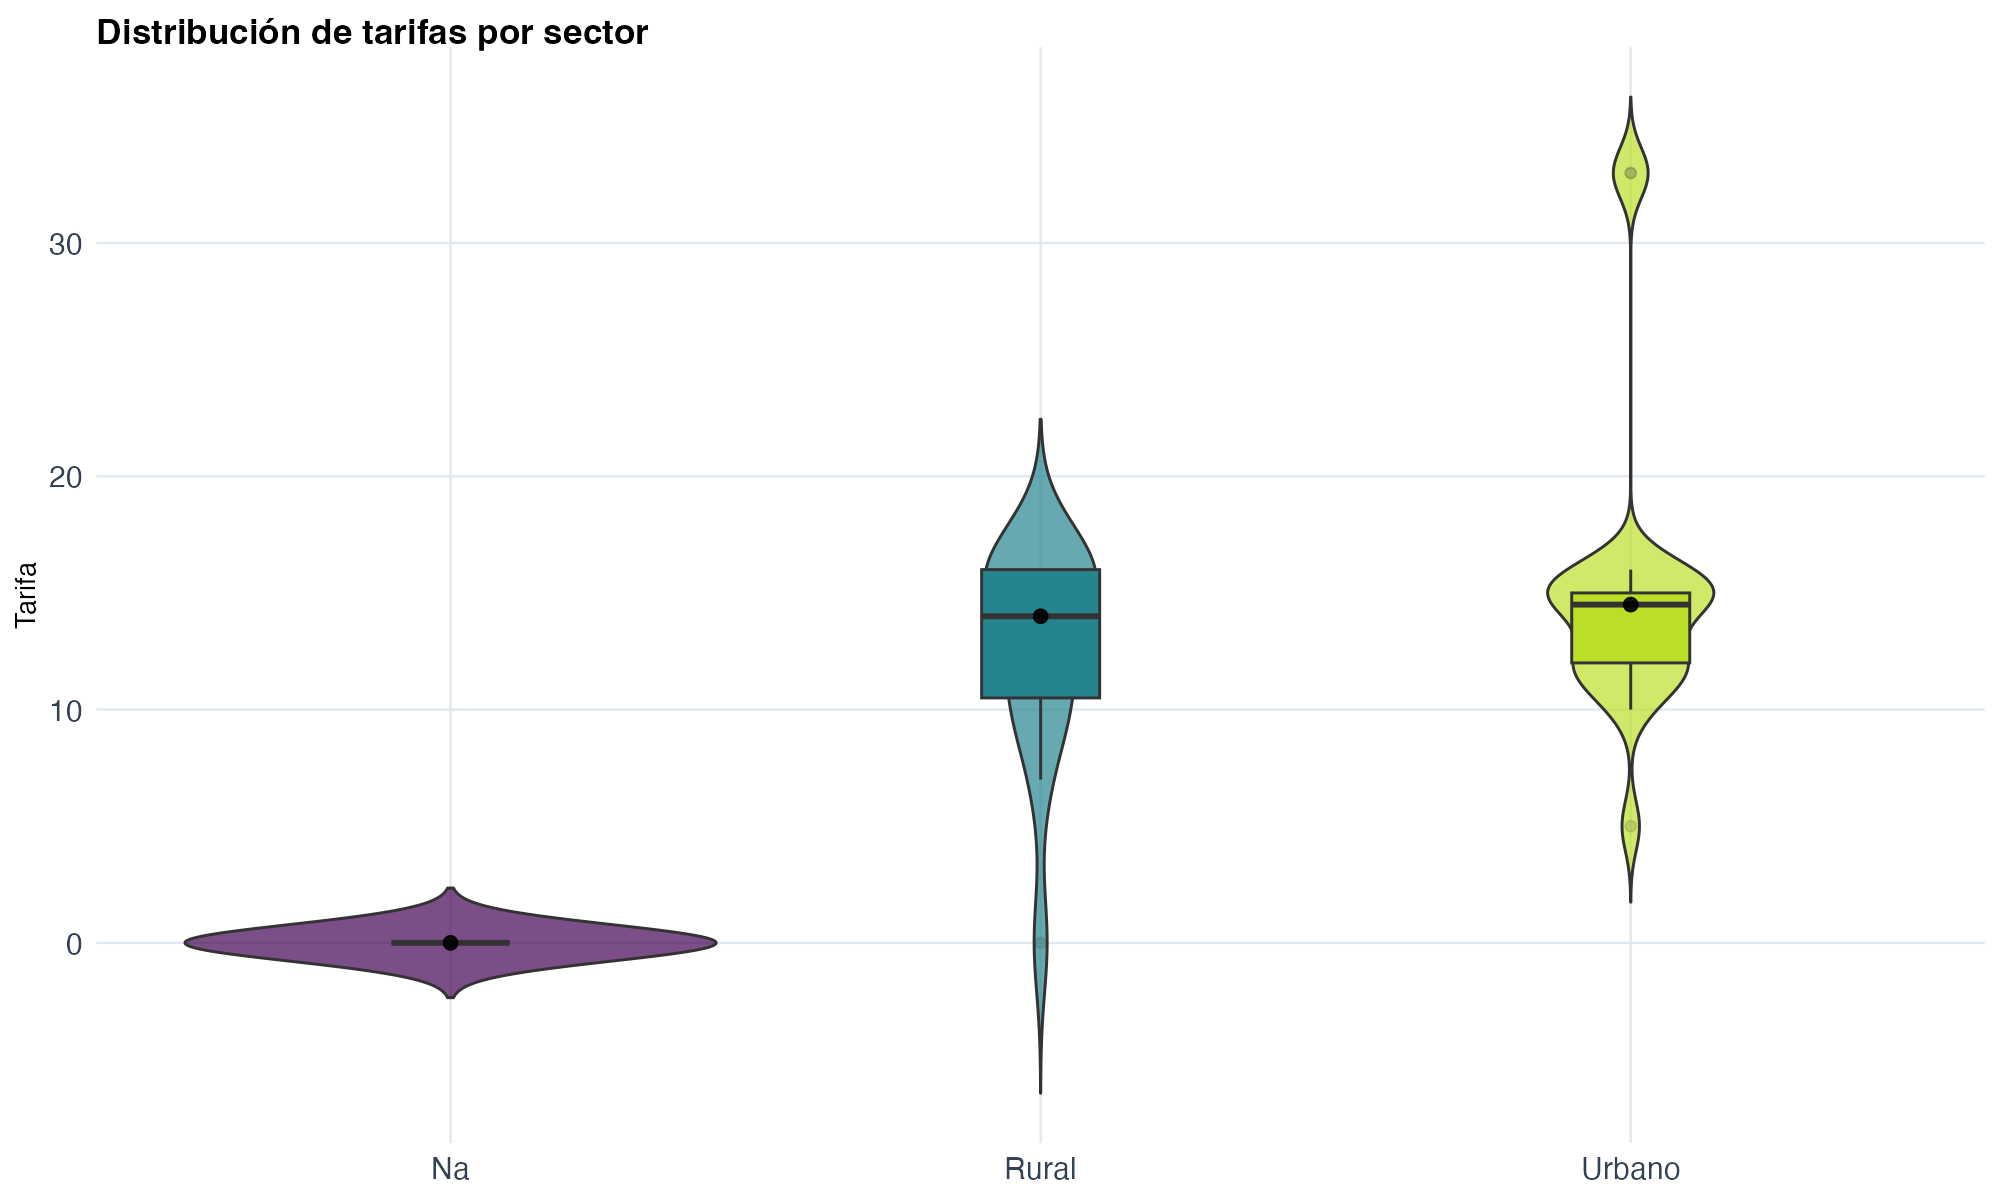 Distribución de tarifas por sector
Tarifa
30
20
10
0
Na
Rural
Urbano